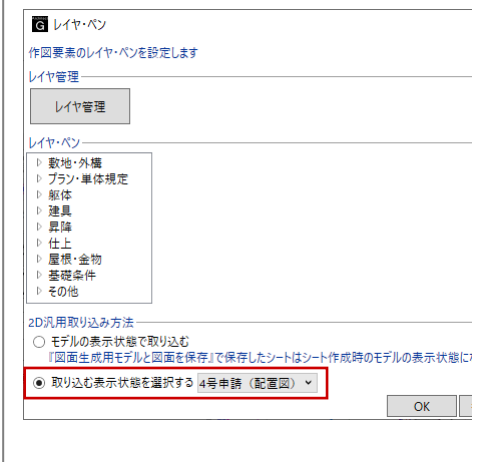 G レイヤ・ペン
作図要素のレイヤ・ペンを設定します
レイヤ管理
レイヤ管理
レイヤ・ペン
敷地・外構
プラン・単体規定
躯体
建具
昇降
仕上
屋根・金物
基礎条件
その他
2D汎用取り込み方法
モデルの表示状態で取り込む
『図面生成用モデルと図面を保存』で保存したシートはシート作成時のモデルの表示状態に
取り込む表示状態を選択する 4号申請（配置図）
OK